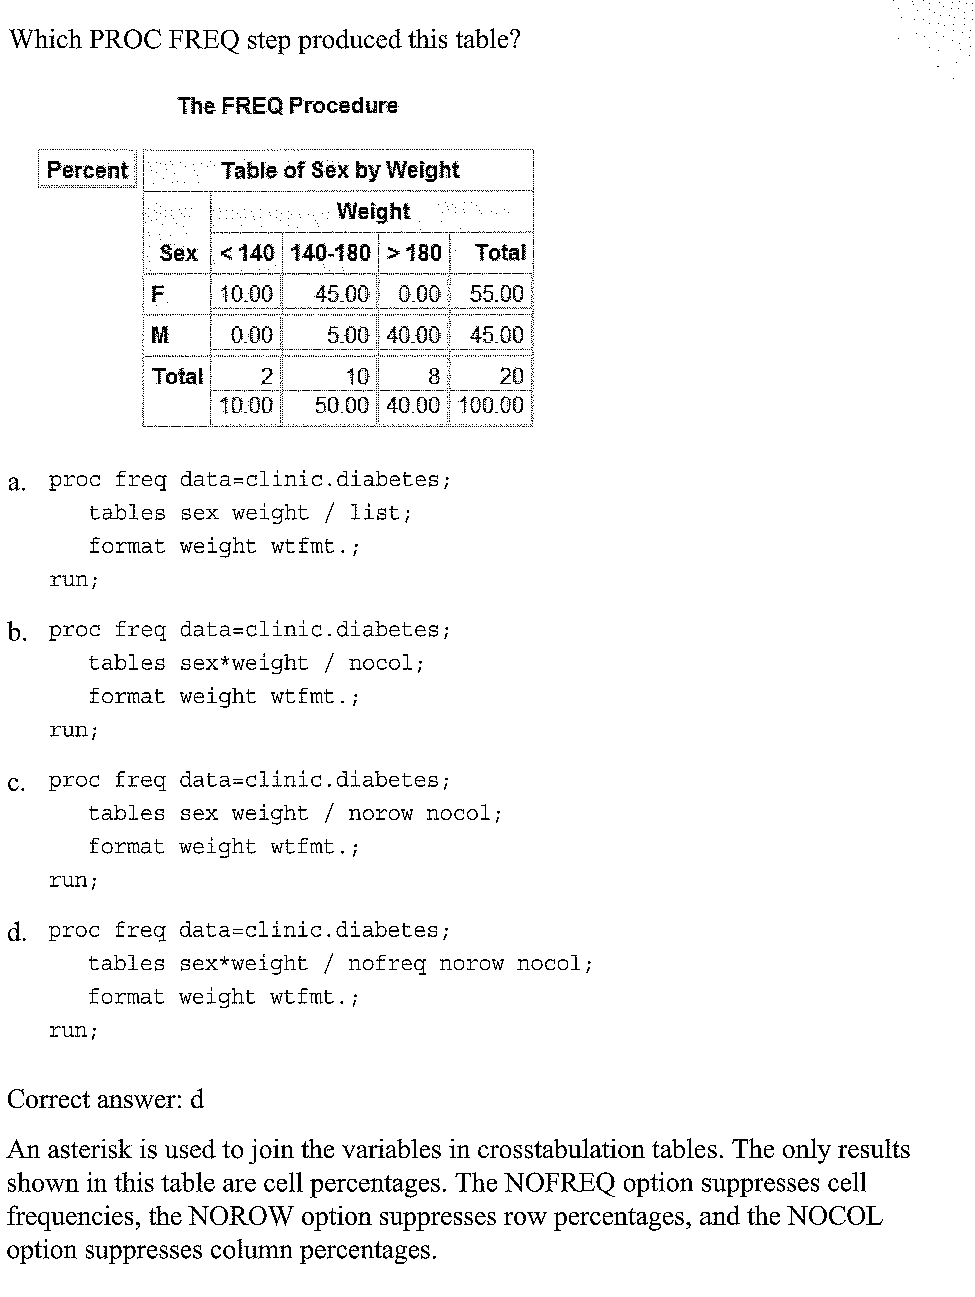 Which PROC FREQ step produced this table?
The FREQ Procedure
Percent
Table of Sex by Weight
Weight
Sex < 140 140-180 > 180 Total
F 10.00 45.00 0.00 55.00
M 0.00 5.00 40.00 45.00
Total 2 10 8 20
10.00 50.00 40.00 100.00
a. proc freq data=clinic.diabetes;
tables sex weight / list;
format weight wtfmt.;
run;
b. proc freq data=clinic.diabetes;
tables sex*weight / nocol;
format weight wtfmt.;
run;
c. proc freq data=clinic.diabetes;
tables sex weight / norow nocol;
format weight wtfmt.;
run;
d. proc freq data=clinic.diabetes;
tables sex*weight / nofreq norow nocol;
format weight wtfmt.;
run;
Correct answer: d
An asterisk is used to join the variables in crosstabulation tables. The only results
shown in this table are cell percentages. The NOFREQ option suppresses cell
frequencies, the NOROW option suppresses row percentages, and the NOCOL
option suppresses column percentages.